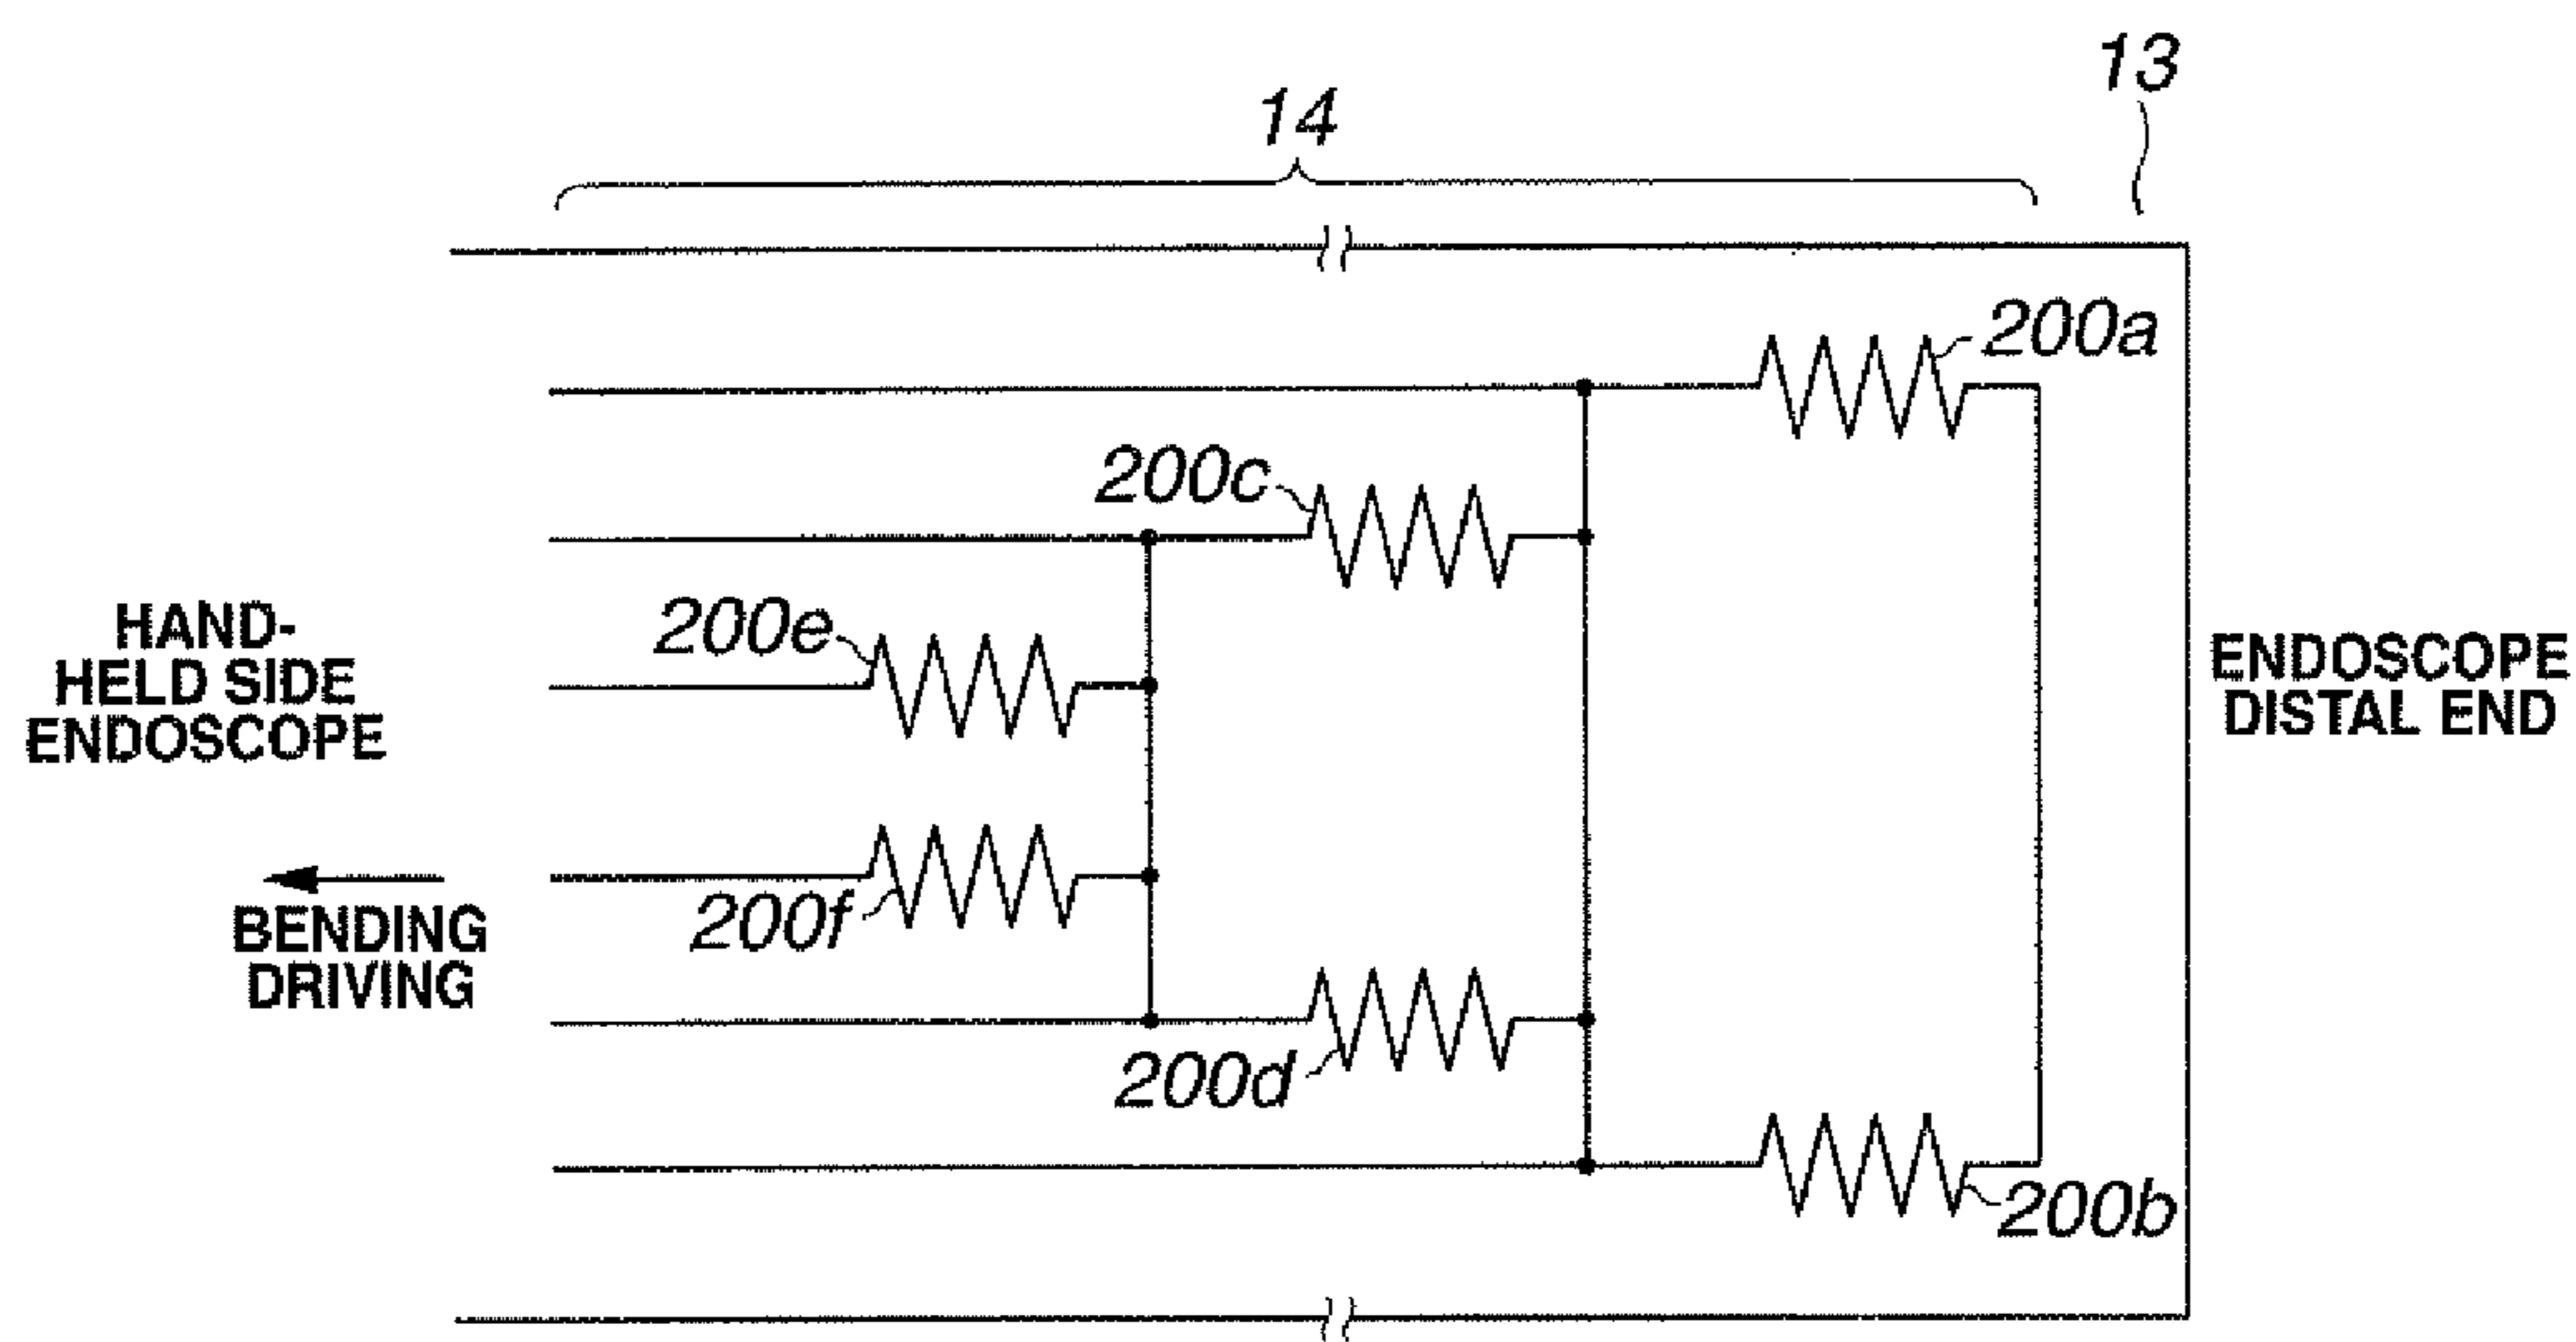 13
14
200a
200c
200e
HAND-
HELD SIDE
ENDOSCOPE
ENDOSCOPE
DISTAL END
200f
BENDING
DRIVING
200d
200b